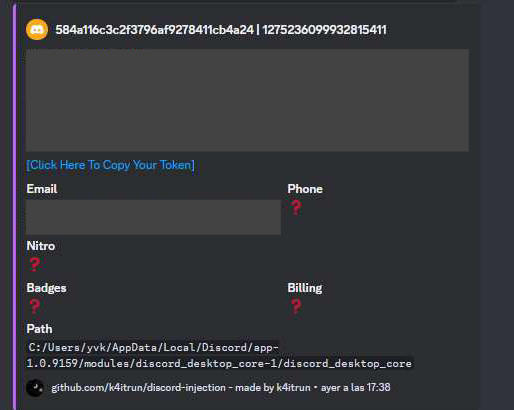 584a116c3c2f3796af9278411cb4a24 | 1275236099932815411
[Click Here To Copy Your Token]
Email Phone
❓
Nitro
❓
Badges Billing
❓ ❓
Path
C:/Users/yvk/AppData/Local/Discord/app-
1.0.9159/modules/discord_desktop_core-1/discord_desktop_core
github.com/k4itrun/discord-injection - made by k4itrun • ayer a las 17:38